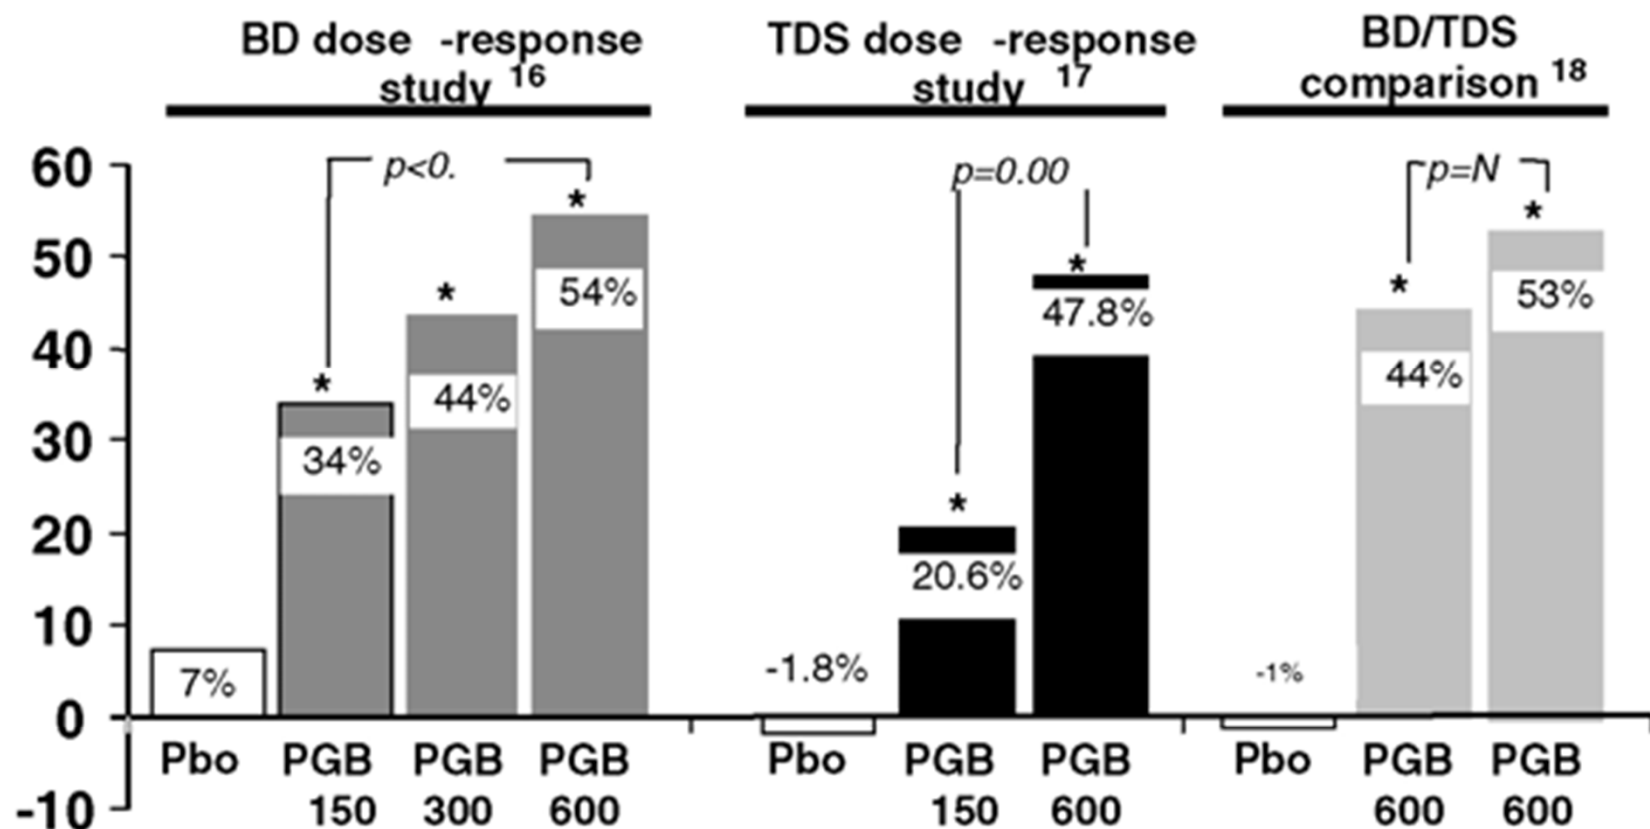 BD dose -response
study 16
TDS dose -response
study 17
BD/TDS
comparison 18
60
50
40
30
20
10
0
-10
p<0.
p=0.00
p=N
*
*
*
*
*
*
*
7%
34%
44%
54%
-1.8%
20.6%
47.8%
-1%
44%
53%
Pbo
PGB
150
PGB
300
PGB
600
Pbo
PGB
150
PGB
600
Pbo
PGB
600
PGB
600